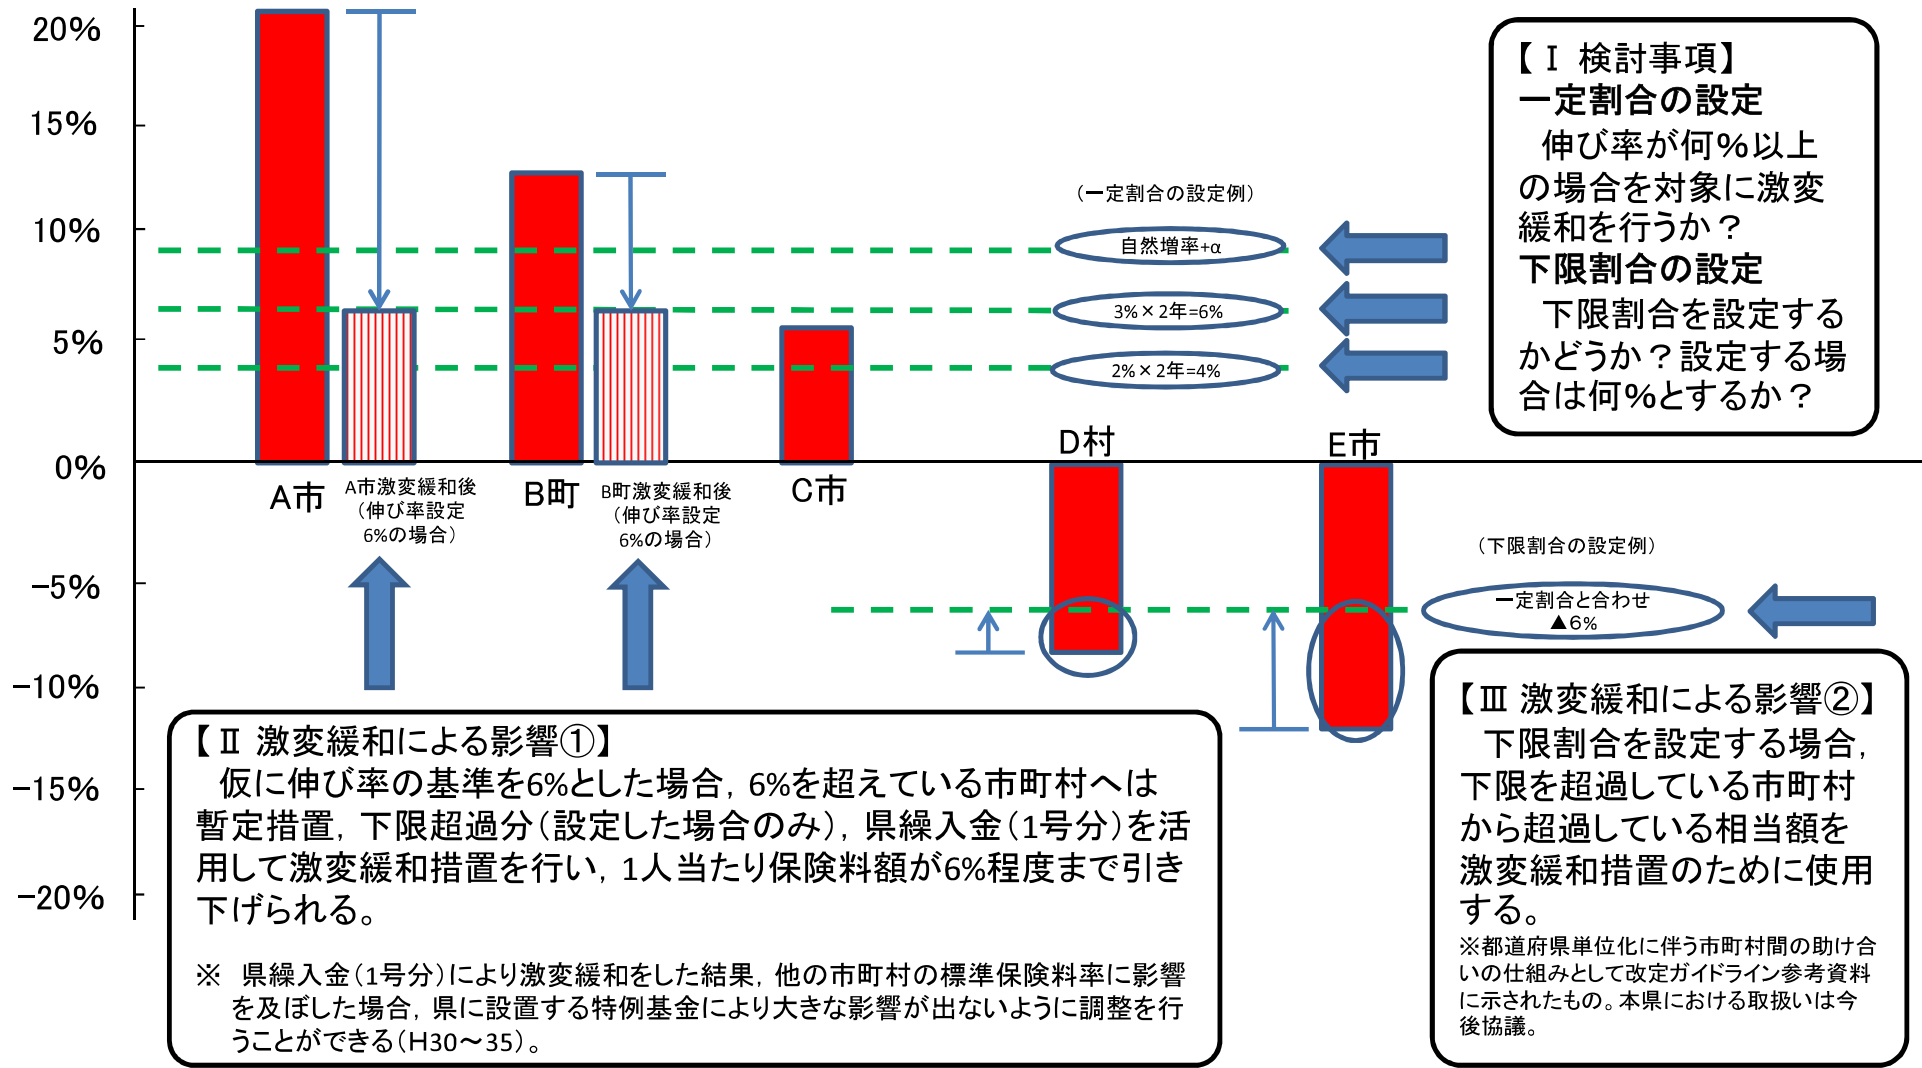 20%
15%
10%
5%
0%
−5%
−10%
−15%
−20%
A市
A市激変緩和後
（伸び率設定
6%の場合）
B町
B町激変緩和後
（伸び率設定
6%の場合）
C市
D村
E市
（一定割合の設定例）
自然増率+α
3%×2年=6%
2%×2年=4%
（下限割合の設定例）
一定割合と合わせ
▲6%
【Ⅰ 検討事項】
一定割合の設定
伸び率が何%以上
の場合を対象に激変
緩和を行うか？
下限割合の設定
下限割合を設定する
かどうか？設定する場
合は何%とするか？
【Ⅱ 激変緩和による影響①】
仮に伸び率の基準を6%とした場合，6%を超えている市町村へは
暫定措置，下限超過分（設定した場合のみ），県繰入金（1号分）を活
用して激変緩和措置を行い，1人当たり保険料額が6%程度まで引き
下げられる。
※ 県繰入金（1号分）により激変緩和をした結果，他の市町村の標準保険料率に影響
を及ぼした場合，県に設置する特例基金により大きな影響が出ないように調整を行
うことができる（H30～35）。
【Ⅲ 激変緩和による影響②】
下限割合を設定する場合，
下限を超過している市町村
から超過している相当額を
激変緩和措置のために使用
する。
※都道府県単位化に伴う市町村間の助け合
いの仕組みとして改定ガイドライン参考資料
に示されたもの。本県における取扱いは今
後協議。